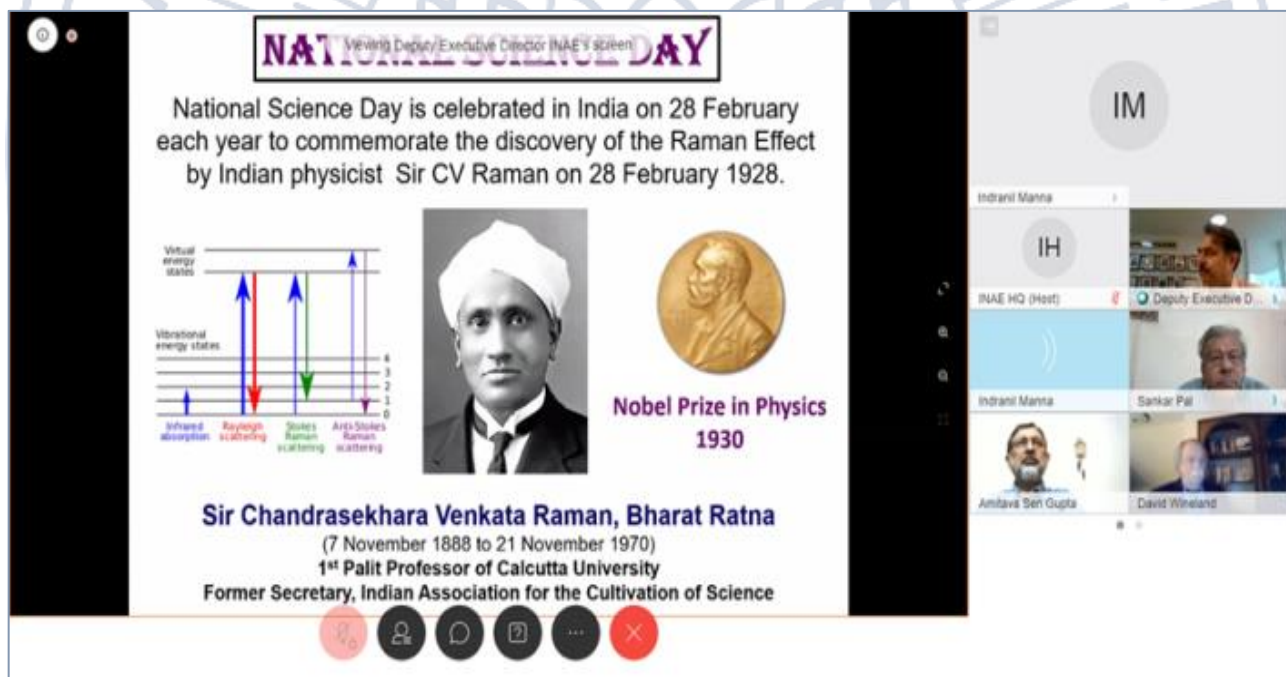 NATIONAL SCIENCE DAY
Viewing Deputy Executive Director INAE's screen
National Science Day is celebrated in India on 28 February
each year to commemorate the discovery of the Raman Effect
by Indian physicist Sir CV Raman on 28 February 1928.
Virtual
energy
states
Vibrational
energy states
4
3
2
1
0
Infrared
absorption
Rayleigh
scattering
Stokes
Raman
scattering
Anti-Stokes
Raman
scattering
Nobel Prize in Physics
1930
Sir Chandrasekhara Venkata Raman, Bharat Ratna
(7 November 1888 to 21 November 1970)
1st Palit Professor of Calcutta University
Former Secretary, Indian Association for the Cultivation of Science
IM
Indranil Manna
IH
INAE HQ (Host)
Deputy Executive D...
Indranil Manna
Sankar Pal
Amitava Sen Gupta
David Wineland